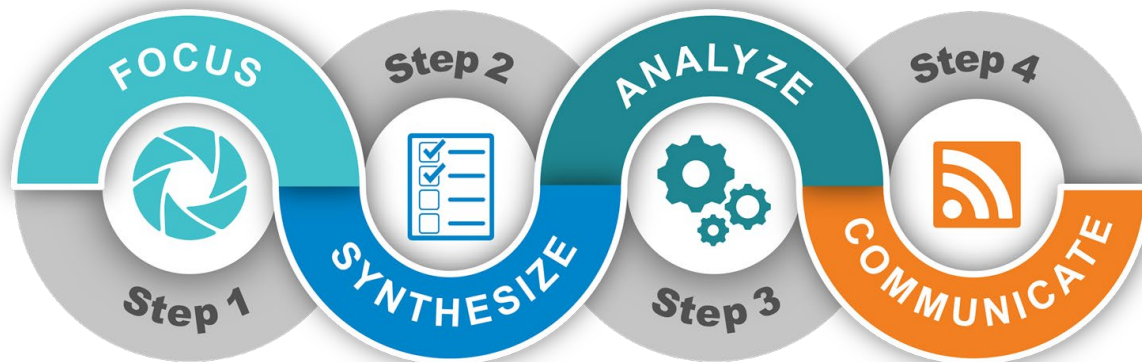 FOCUS
Step 1
Step 2
SYNTHESIZE
ANALYZE
Step 3
Step 4
COMMUNICATE